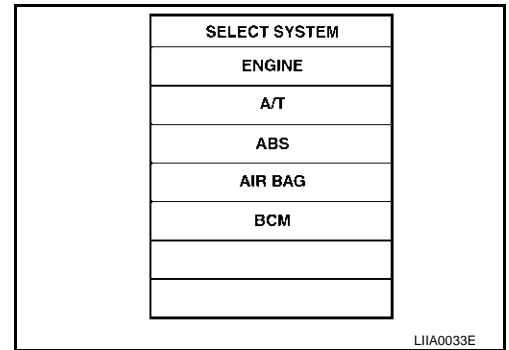 SELECT SYSTEM
ENGINE
A/T
ABS
AIR BAG
BCM
LIIA0033E